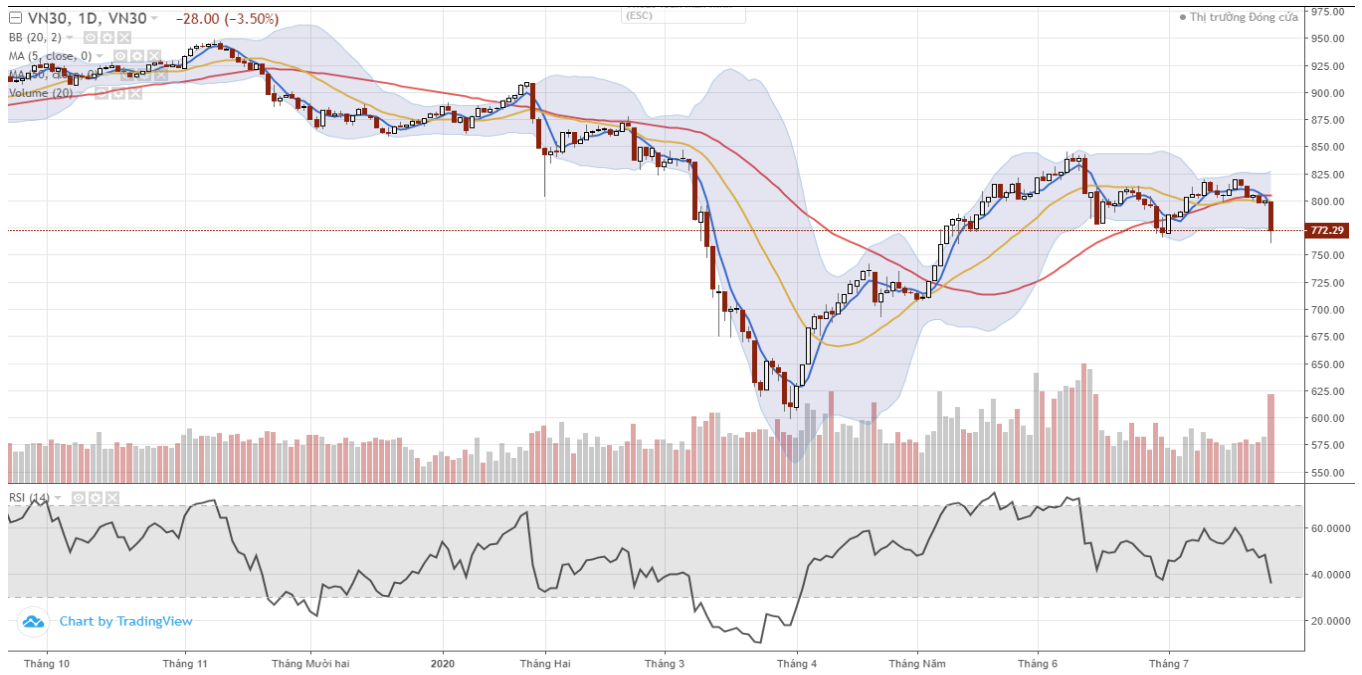 VN30, 1D, VN30 −28.00 (−3.50%)
(ESC)
Thị trường Đóng cửa
BB (20, 2)
MA (5, close, 0)
Volume (20)
975.00
950.00
925.00
900.00
875.00
850.00
825.00
800.00
772.29
750.00
725.00
700.00
675.00
650.00
625.00
600.00
575.00
550.00
RSI (14)
60.0000
40.0000
20.0000
Chart by TradingView
Tháng 10 Tháng 11 Tháng Mười hai 2020 Tháng Hai Tháng 3 Tháng 4 Tháng Năm Tháng 6 Tháng 7